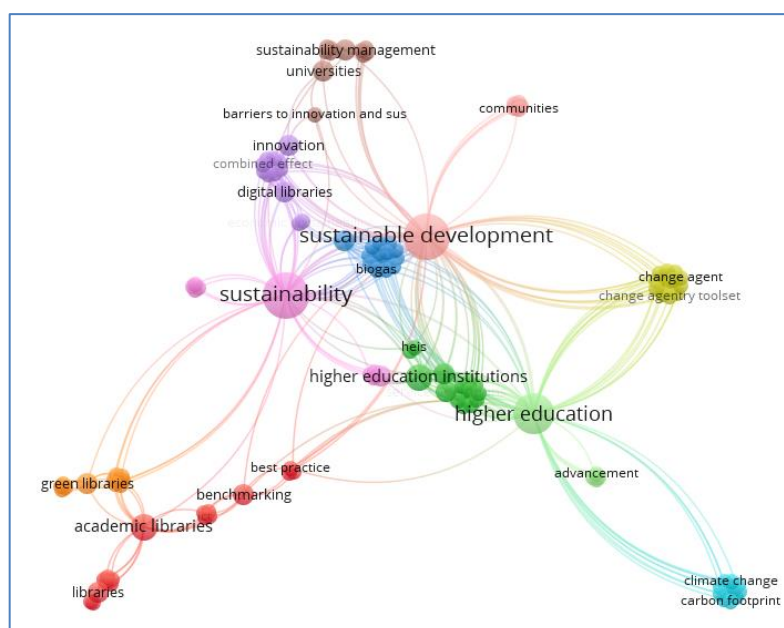 sustainability management
universities
communities
barriers to innovation and sus
innovation
combined effect
digital libraries
sustainable development
biogas
change agent
sustainability
change agentry toolset
heis
higher education institutions
higher education
best practice
advancement
green libraries
benchmarking
academic libraries
climate change
libraries
carbon footprint